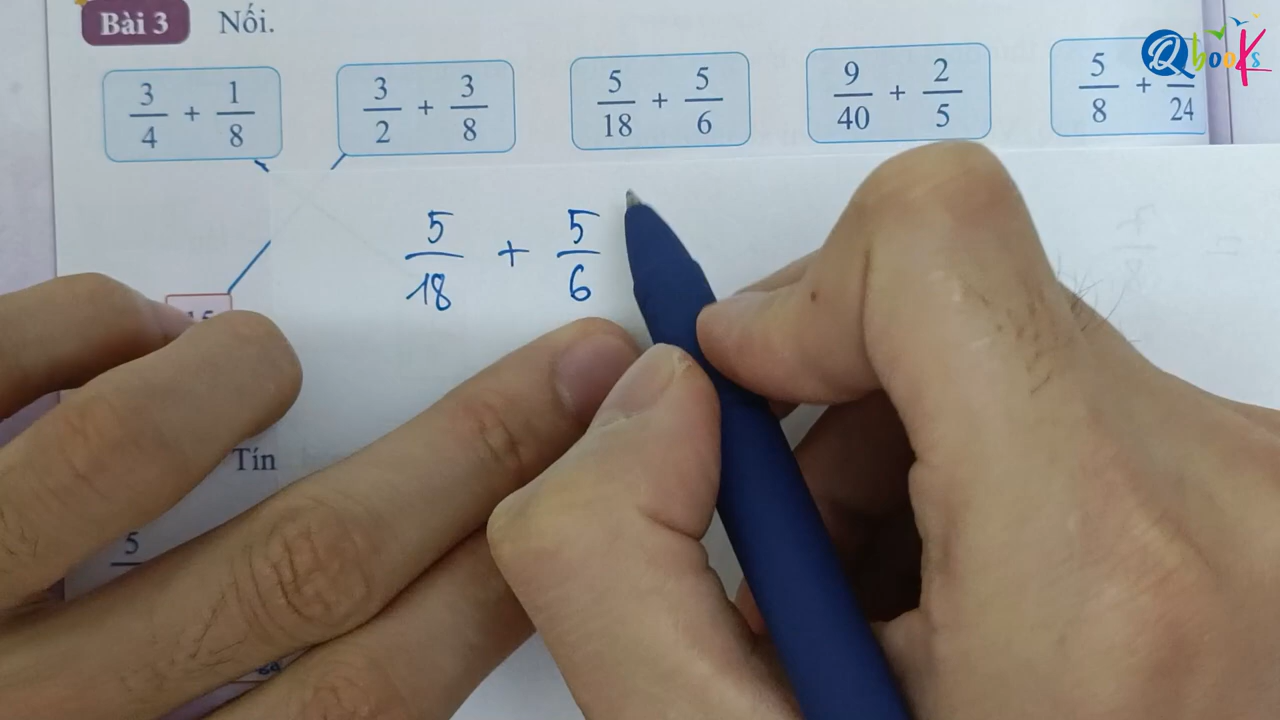 Bài 3 Nối.
Qbooks
3/4 + 1/8
3/2 + 3/8
5/18 + 5/6
9/40 + 2/5
5/8 + /24
5/18 + 5/6
Tín
5